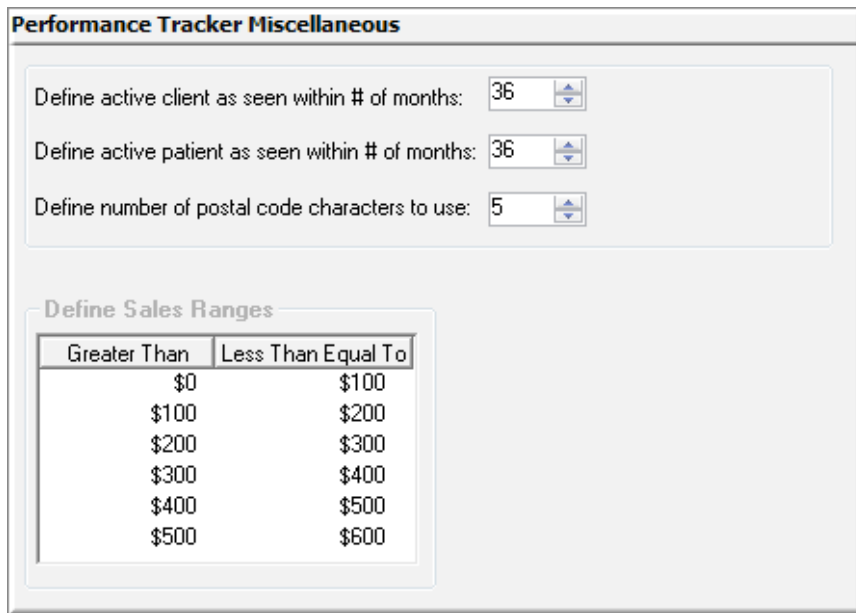 Performance Tracker Miscellaneous
Define active client as seen within # of months: 36
Define active patient as seen within # of months: 36
Define number of postal code characters to use: 5
Define Sales Ranges
Greater Than Less Than Equal To
$0 $100
$100 $200
$200 $300
$300 $400
$400 $500
$500 $600